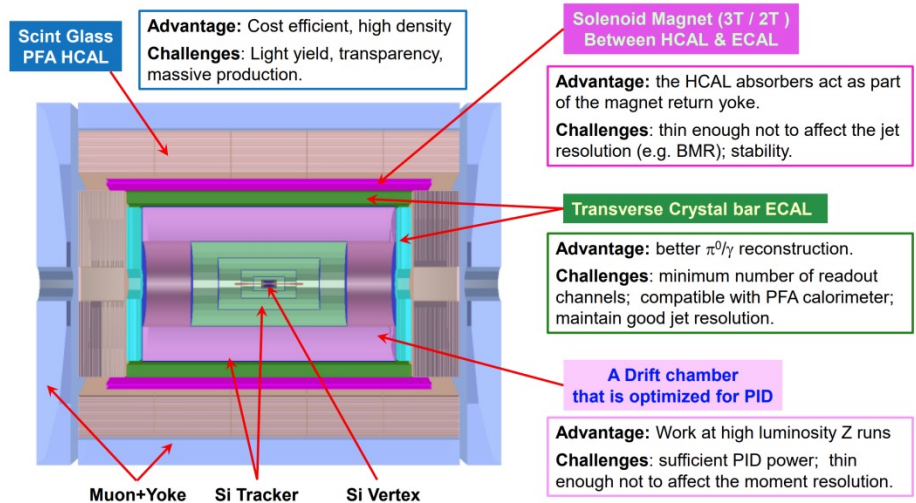 Scint Glass
PFA HCAL
Advantage: Cost efficient, high density
Challenges: Light yield, transparency,
massive production.
Solenoid Magnet (3T / 2T )
Between HCAL & ECAL
Advantage: the HCAL absorbers act as part
of the magnet return yoke.
Challenges: thin enough not to affect the jet
resolution (e.g. BMR); stability.
Transverse Crystal bar ECAL
Advantage: better π⁰/γ reconstruction.
Challenges: minimum number of readout
channels; compatible with PFA calorimeter;
maintain good jet resolution.
A Drift chamber
that is optimized for PID
Advantage: Work at high luminosity Z runs
Challenges: sufficient PID power; thin
enough not to affect the moment resolution.
Muon+Yoke
Si Tracker
Si Vertex